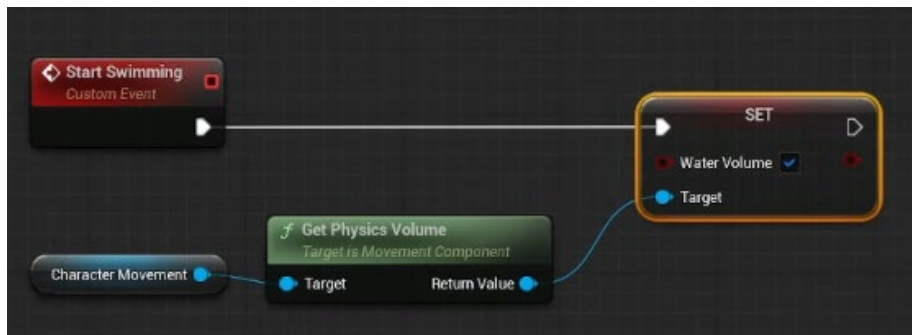 Start Swimming
Custom Event
SET
Water Volume
Target
f Get Physics Volume
Target is Movement Component
Character Movement
Target Return Value